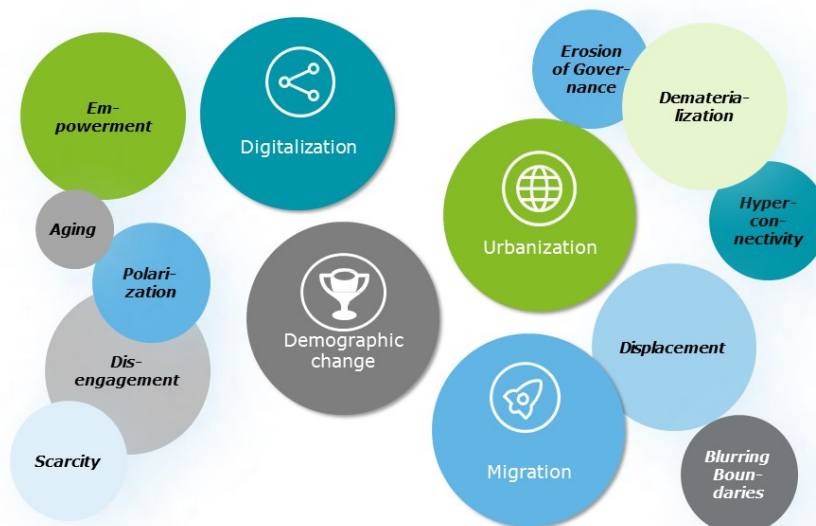 Em-
powerment
Digitalization
Erosion
of Gover-
nance
Demateria-
lization
Aging
Polari-
zation
Urbanization
Hyper-
con-
nectivity
Demographic
change
Dis-
engagement
Displacement
Scarcity
Migration
Blurring
Boun-
daries